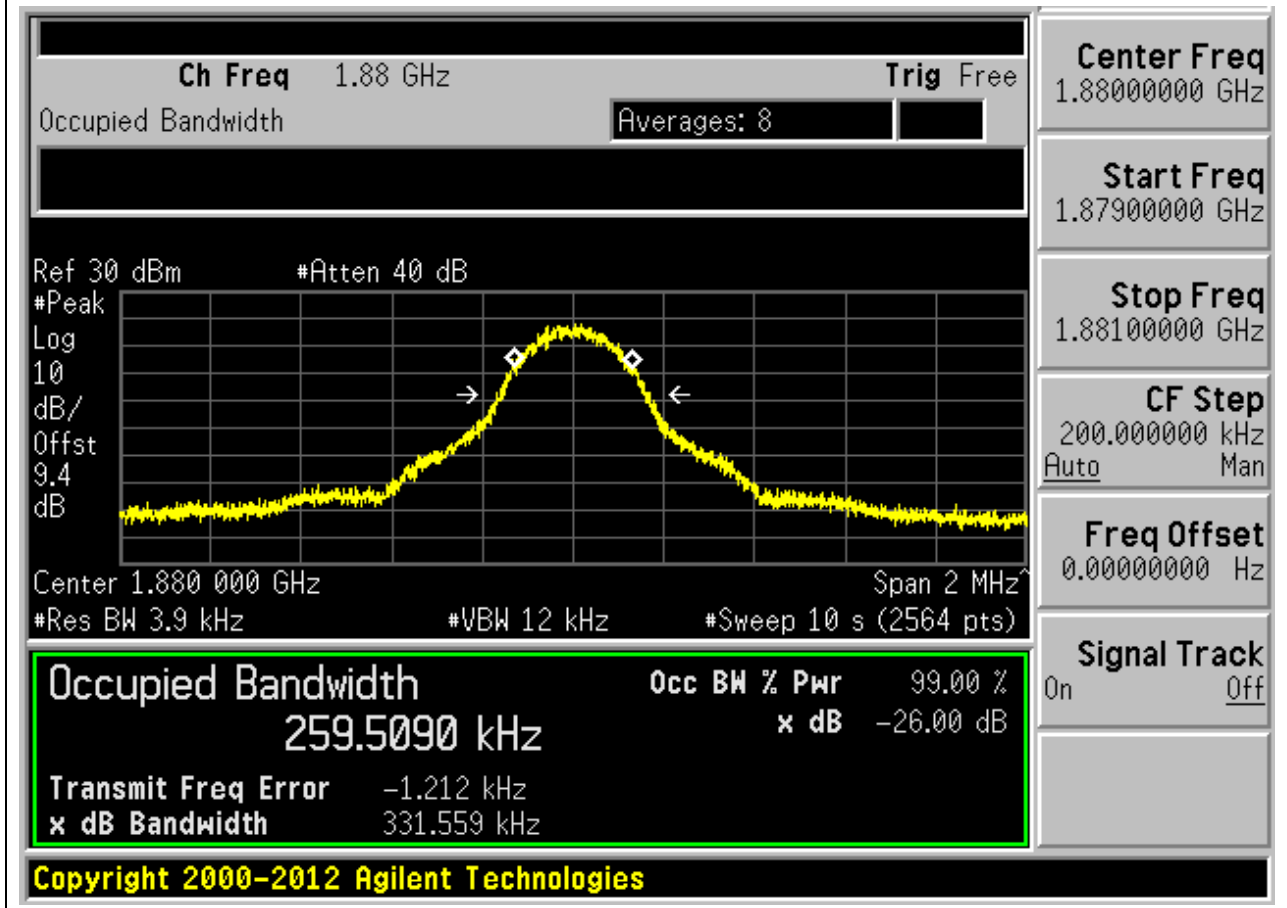 Ch Freq 1.88 GHz Trig Free
Occupied Bandwidth Averages: 8
Ref 30 dBm #Atten 40 dB
#Peak
Log
10
dB/
Offst
9.4
dB
Center 1.880 000 GHz Span 2 MHz^
#Res BW 3.9 kHz #VBW 12 kHz #Sweep 10 s (2564 pts)
Occupied Bandwidth Occ BW % Pwr 99.00 %
259.5090 kHz x dB -26.00 dB
Transmit Freq Error -1.212 kHz
x dB Bandwidth 331.559 kHz
Copyright 2000-2012 Agilent Technologies
Center Freq
1.88000000 GHz
Start Freq
1.87900000 GHz
Stop Freq
1.88100000 GHz
CF Step
200.000000 kHz
Auto Man
Freq Offset
0.00000000 Hz
Signal Track
On Off